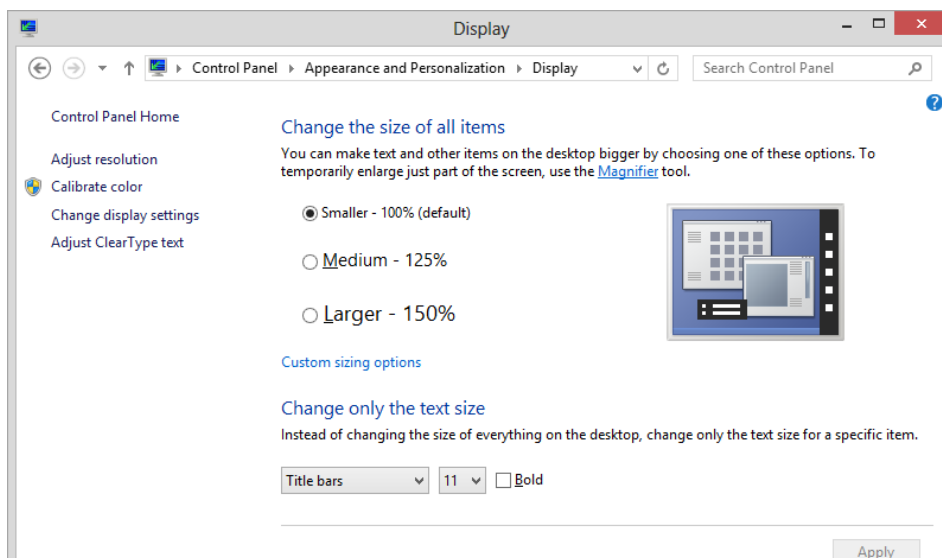 Display
Control Panel Appearance and Personalization Display Search Control Panel
Control Panel Home
Adjust resolution
Calibrate color
Change display settings
Adjust ClearType text
Change the size of all items
You can make text and other items on the desktop bigger by choosing one of these options. To
temporarily enlarge just part of the screen, use the Magnifier tool.
Smaller - 100% (default)
Medium - 125%
Larger - 150%
Custom sizing options
Change only the text size
Instead of changing the size of everything on the desktop, change only the text size for a specific item.
Title bars 11 Bold
Apply